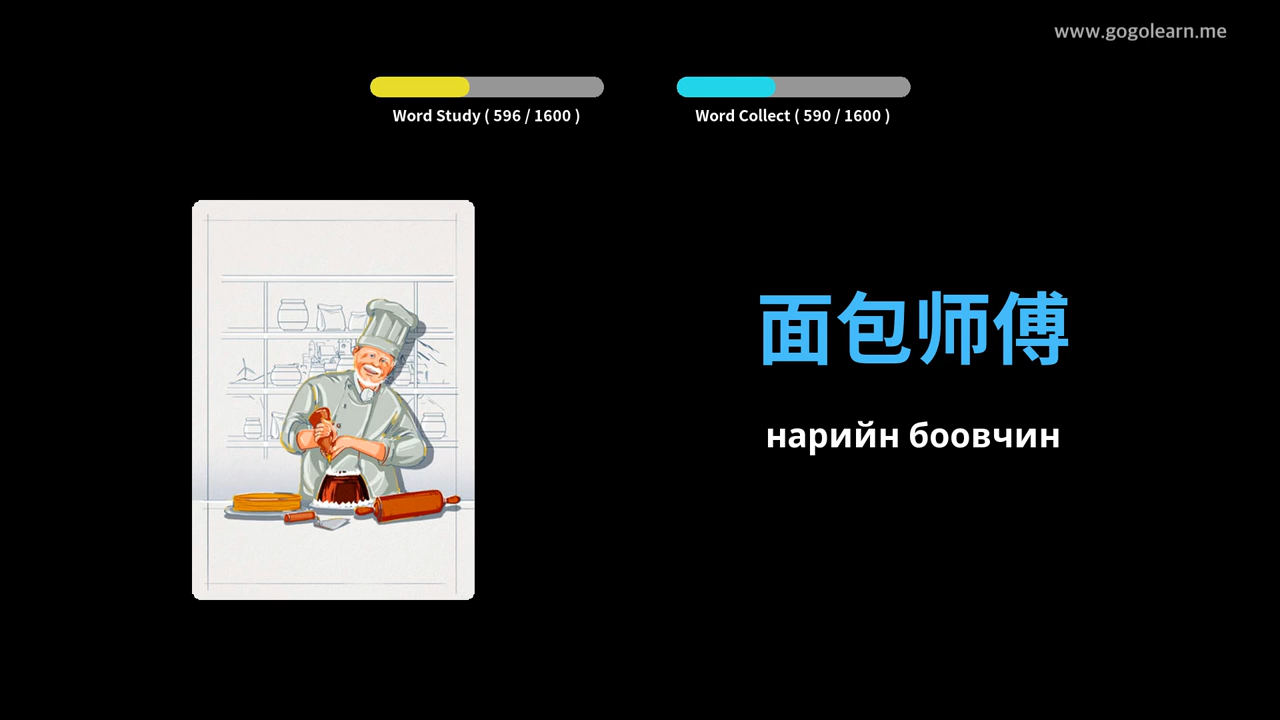 www.gogolearn.me
Word Study ( 596 / 1600 )
Word Collect ( 590 / 1600 )
面包师傅
нарийн боовчин